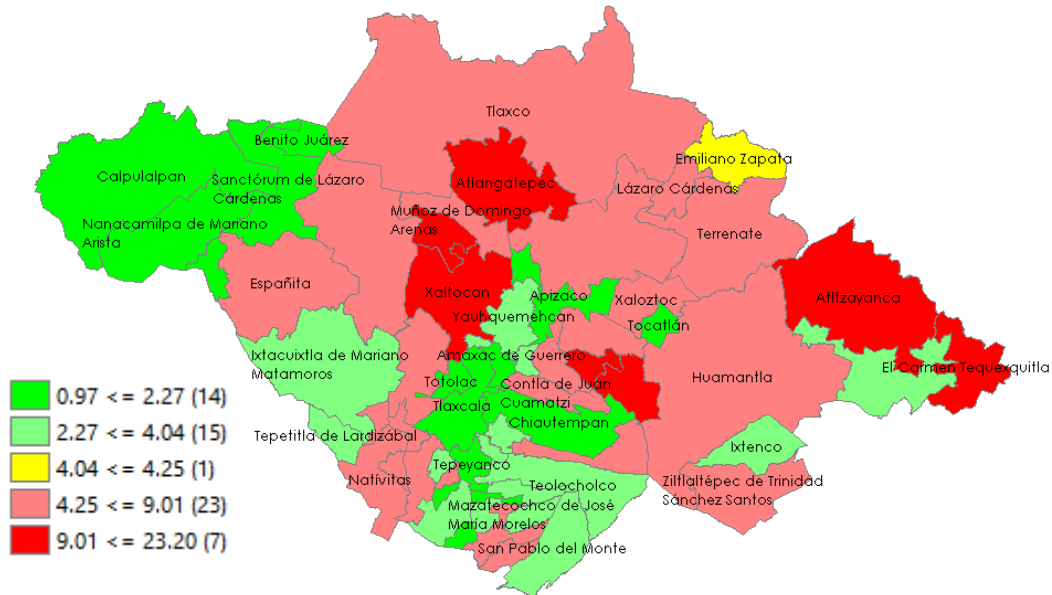 Tlaxco
Benito Juárez
Emiliano Zapata
Calpulalpan
Sanctórum de Lázaro
Cárdenas
Atlangatepec
Lázaro Cárdenas
Muñoz de Domingo
Arenas
Nanacamilpa de Mariano
Arista
Terrenate
Españita
Xaltocan
Apizaco
Xaloztoc
Atltzayanca
Yauhquemehcan
Tocatlán
Ixtacuixtla de Mariano
Matamoros
Amaxac de Guerrero
El Carmen Tequexquitla
Totolac
Contla de Juán
Cuamatzi
Huamantla
Tlaxcala
Chiautempan
Tepetitla de Lardizábal
Ixtenco
Tepeyanco
Natívitas
Teolocholco
Ziltlaltépec de Trinidad
Sánchez Santos
Mazatecochco de José
María Morelos
San Pablo del Monte
0.97 <= 2.27 (14)
2.27 <= 4.04 (15)
4.04 <= 4.25 (1)
4.25 <= 9.01 (23)
9.01 <= 23.20 (7)